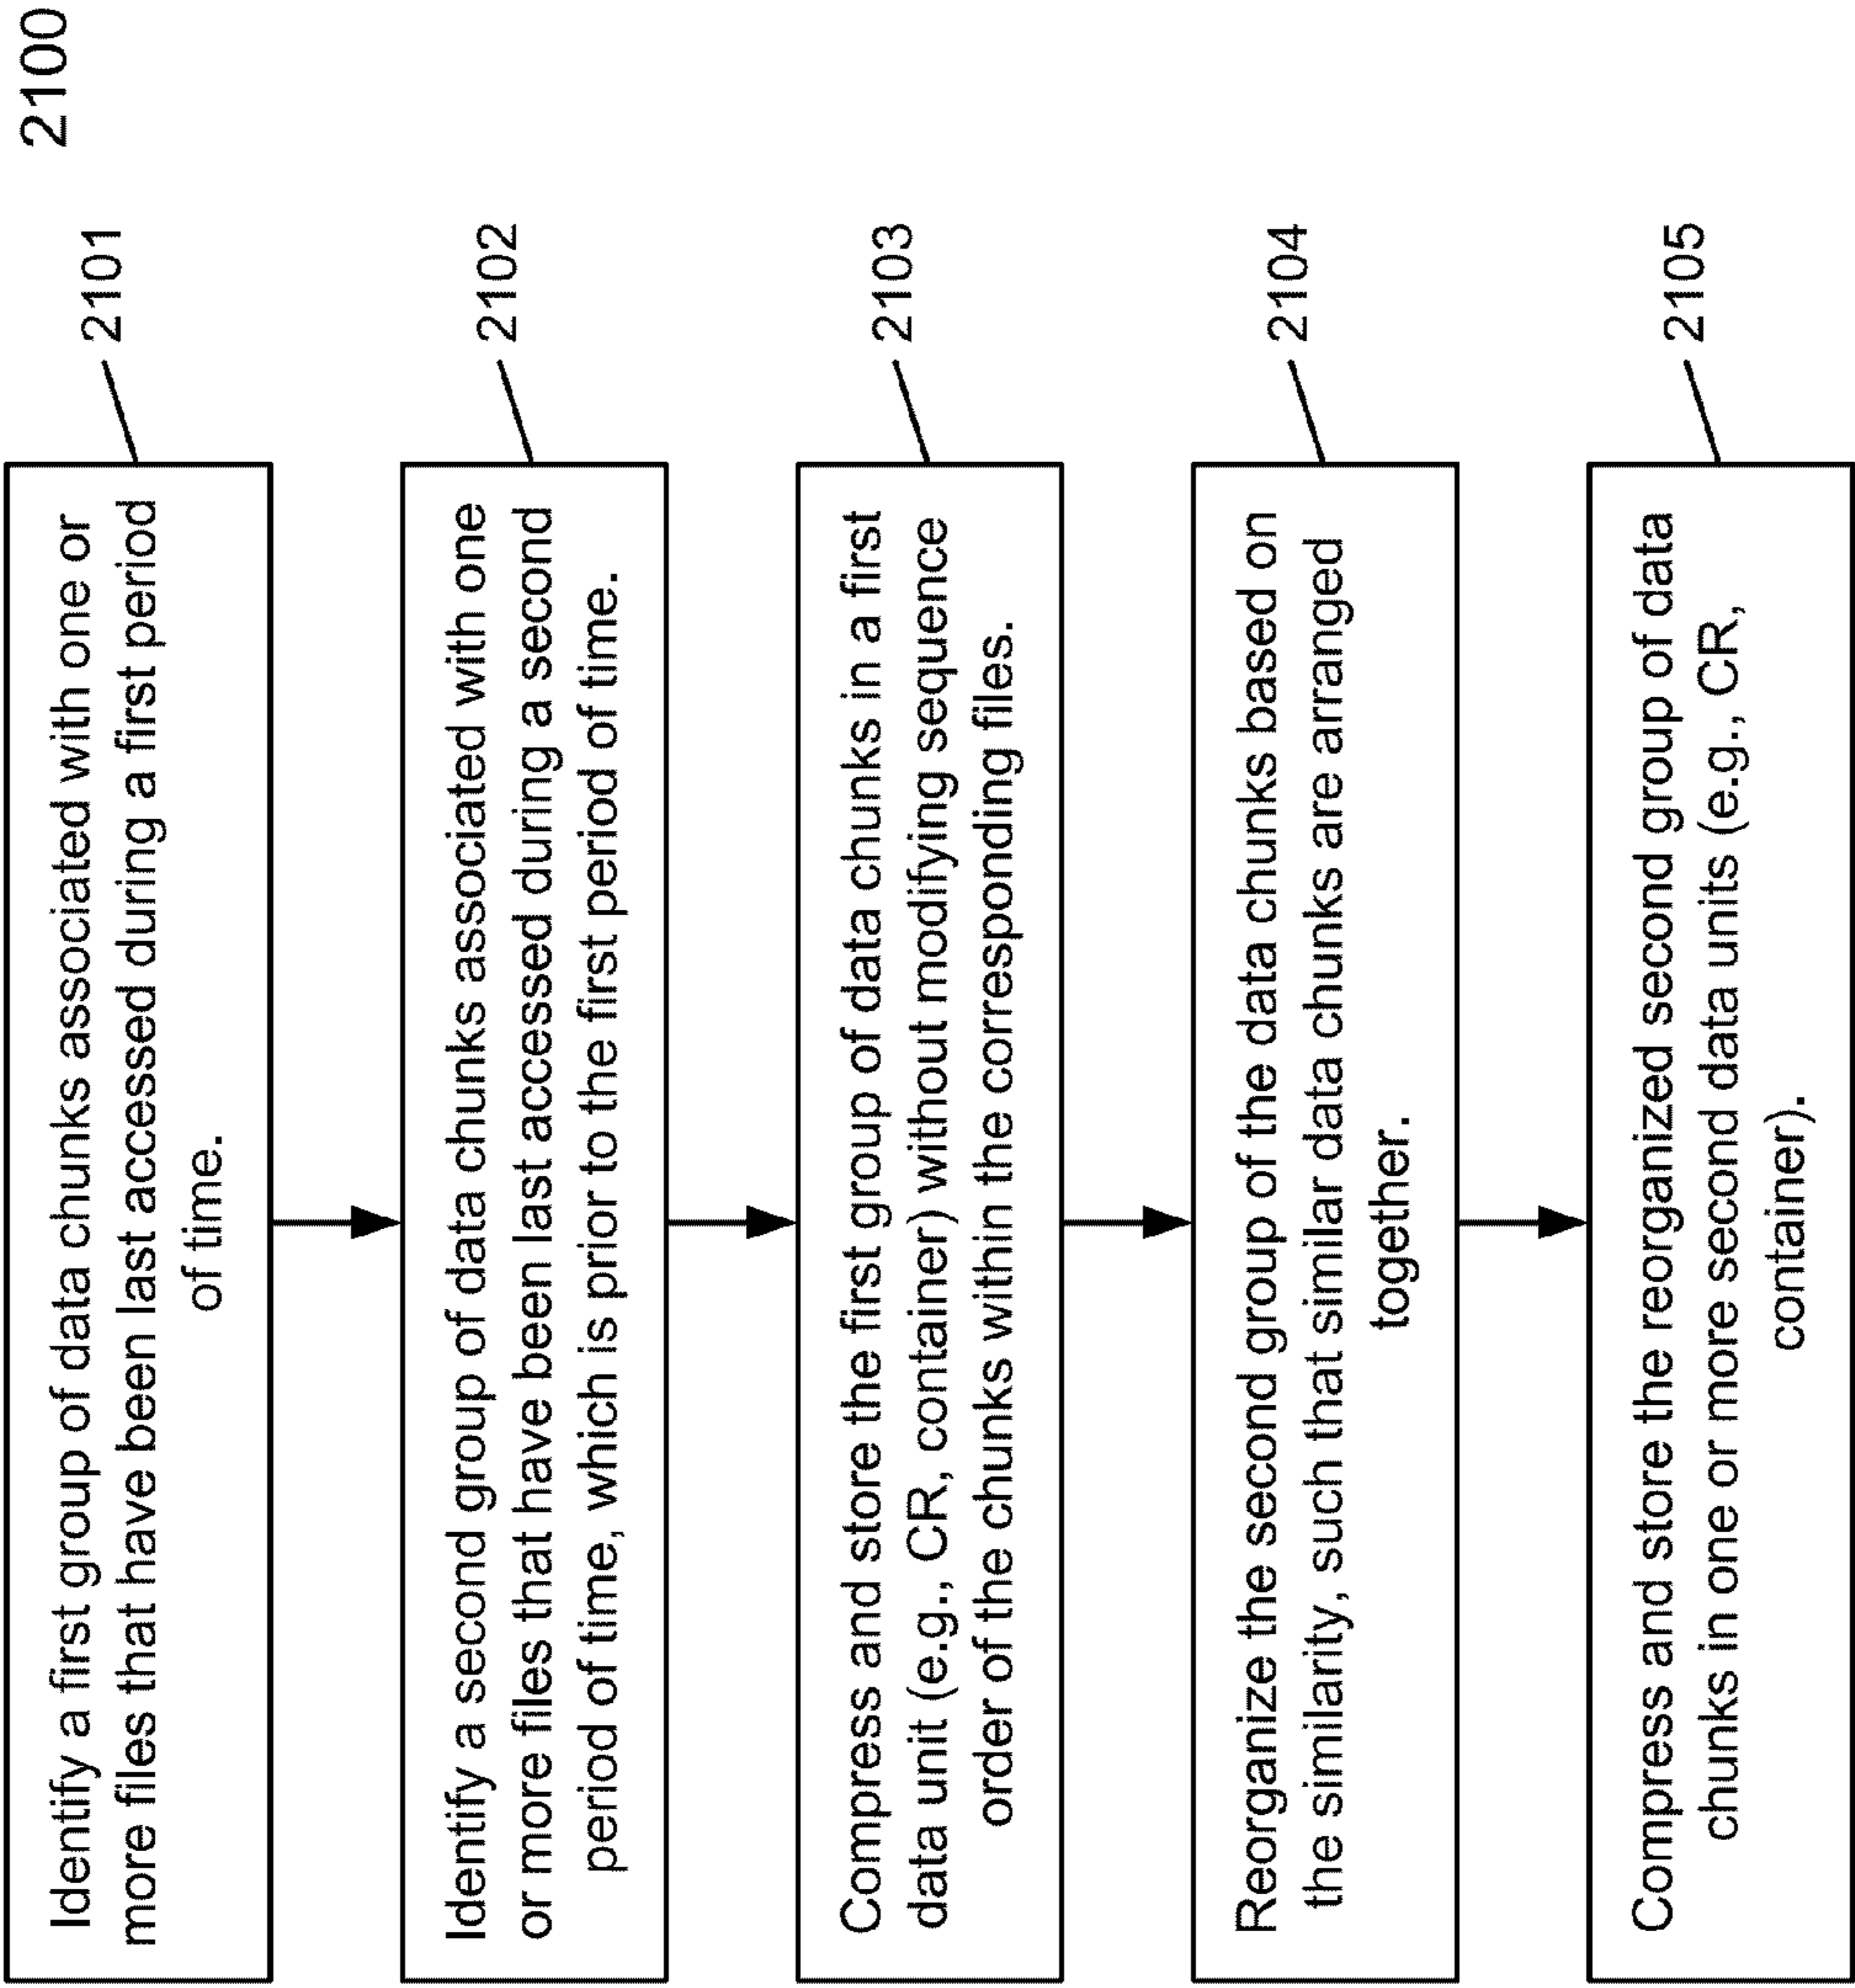 2100
Identify a first group of data chunks associated with one or
more files that have been last accessed during a first period
of time.
2101
Identify a second group of data chunks associated with one
or more files that have been last accessed during a second
period of time, which is prior to the first period of time.
2102
Compress and store the first group of data chunks in a first
data unit (e.g., CR, container) without modifying sequence
order of the chunks within the corresponding files.
2103
Reorganize the second group of the data chunks based on
the similarity, such that similar data chunks are arranged
together.
2104
Compress and store the reorganized second group of data
chunks in one or more second data units (e.g., CR,
container).
2105